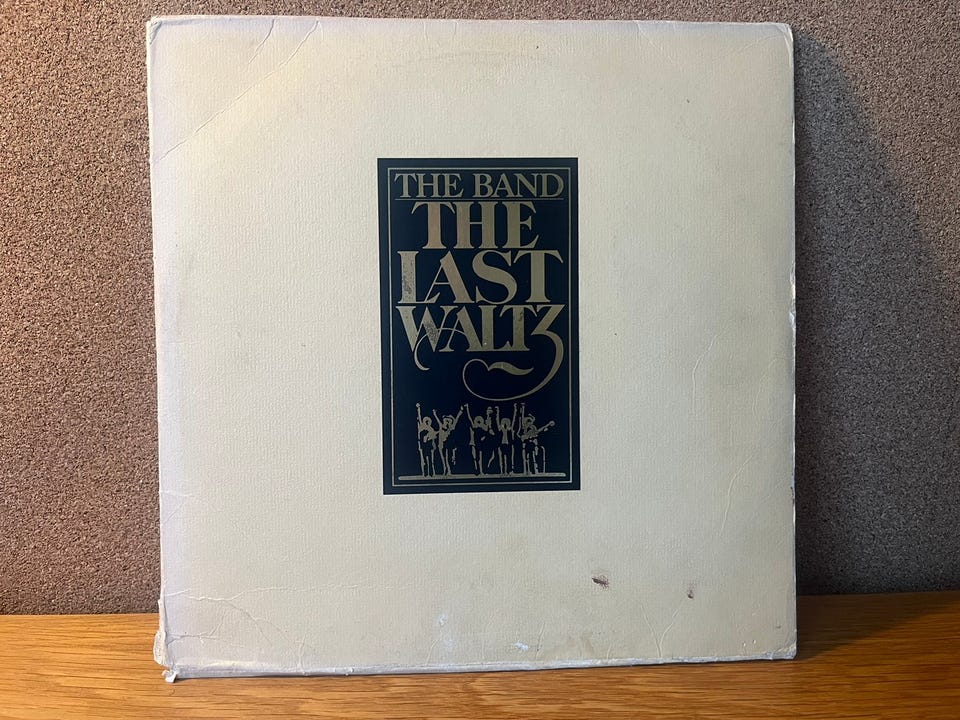 THE BAND
THE
LAST
WALTZ